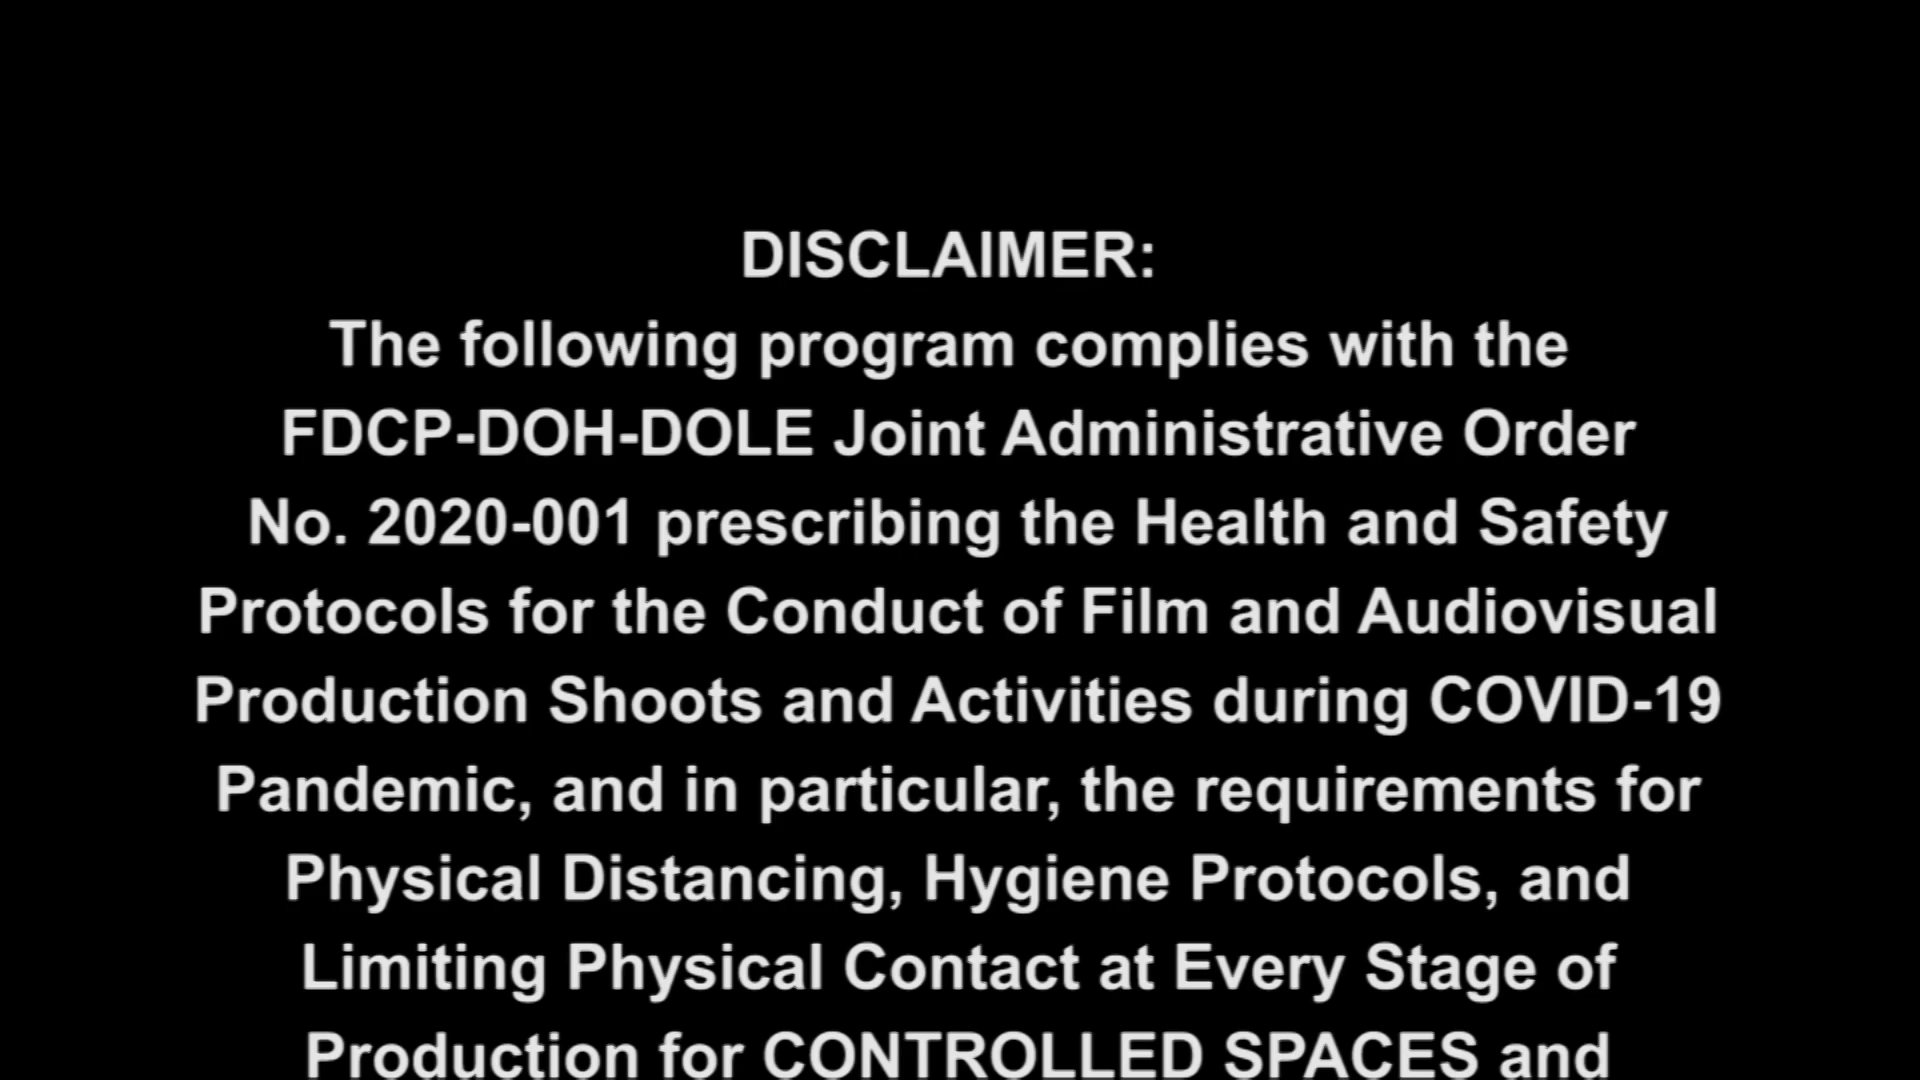 DISCLAIMER:
The following program complies with the
FDCP-DOH-DOLE Joint Administrative Order
No. 2020-001 prescribing the Health and Safety
Protocols for the Conduct of Film and Audiovisual
Production Shoots and Activities during COVID-19
Pandemic, and in particular, the requirements for
Physical Distancing, Hygiene Protocols, and
Limiting Physical Contact at Every Stage of
Production for CONTROLLED SPACES and